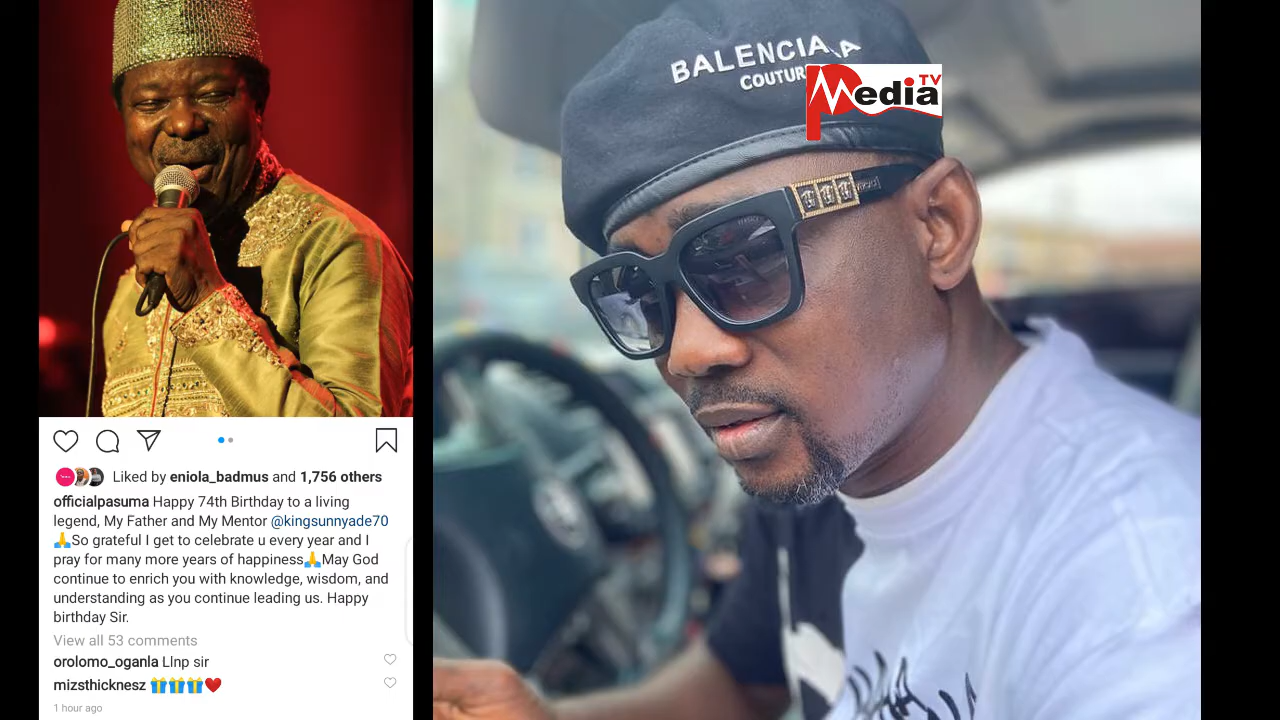 BALENCIA
COUTUR
Media TV
Liked by eniola_badmus and 1,756 others
officialpasuma Happy 74th Birthday to a living
legend, My Father and My Mentor @kingsunnyade70
🙏So grateful I get to celebrate u every year and I
pray for many more years of happiness🙏May God
continue to enrich you with knowledge, wisdom, and
understanding as you continue leading us. Happy
birthday Sir.
View all 53 comments
orolomo_oganla Llnp sir
mizsthicknesz 🎁🎁🎁❤️
1 hour ago